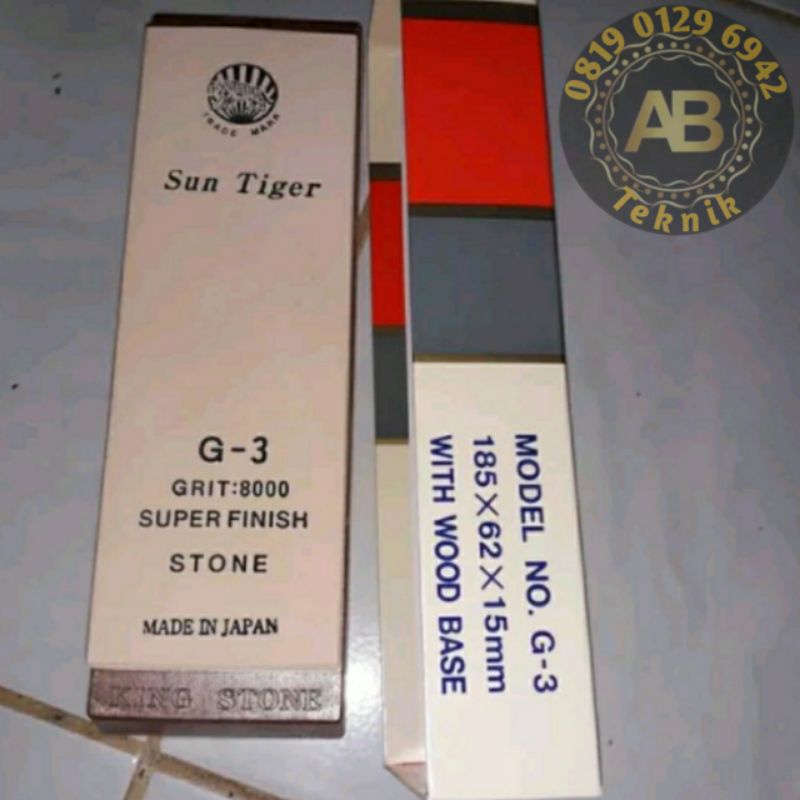 TRADE MARK
Sun Tiger
G-3
GRIT:8000
SUPER FINISH
STONE
MADE IN JAPAN
KING STONE
MODEL NO. G-3
185×62×15mm
WITH WOOD BASE
0819 0129 6942
AB
Teknik